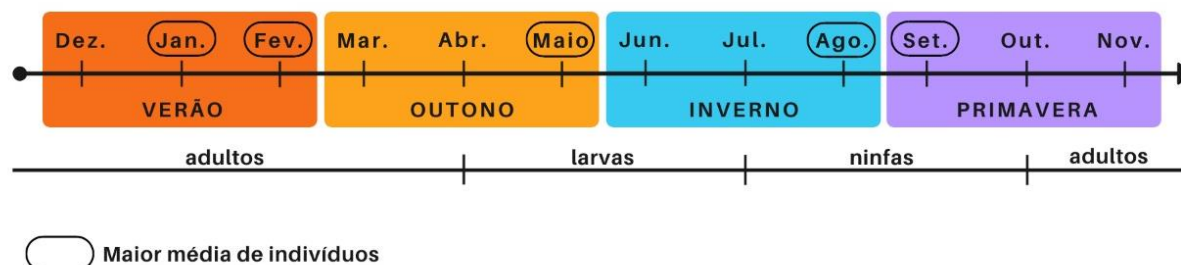 Dez. Jan. Fev. Mar. Abr. Maio Jun. Jul. Ago. Set. Out. Nov.
VERÃO OUTONO INVERNO PRIMAVERA
adultos larvas ninfas adultos
Maior média de indivíduos